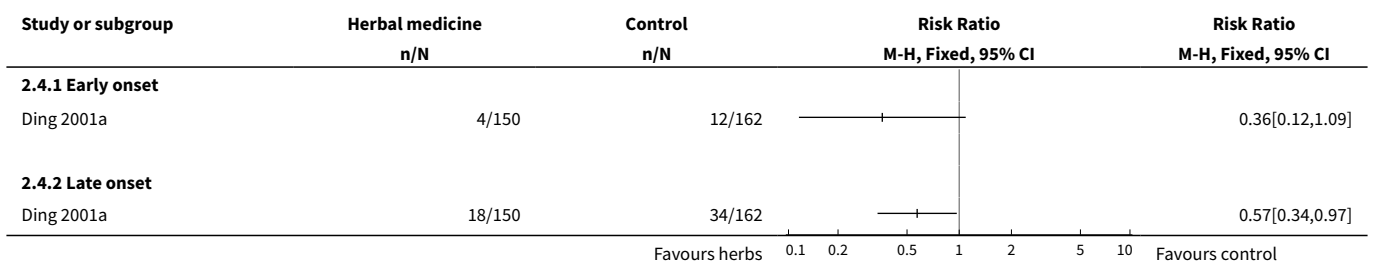 Study or subgroup Herbal medicine Control Risk Ratio Risk Ratio
n/N n/N M-H, Fixed, 95% CI M-H, Fixed, 95% CI
2.4.1 Early onset
Ding 2001a 4/150 12/162 0.36[0.12,1.09]
2.4.2 Late onset
Ding 2001a 18/150 34/162 0.57[0.34,0.97]
Favours herbs 0.1 0.2 0.5 1 2 5 10 Favours control